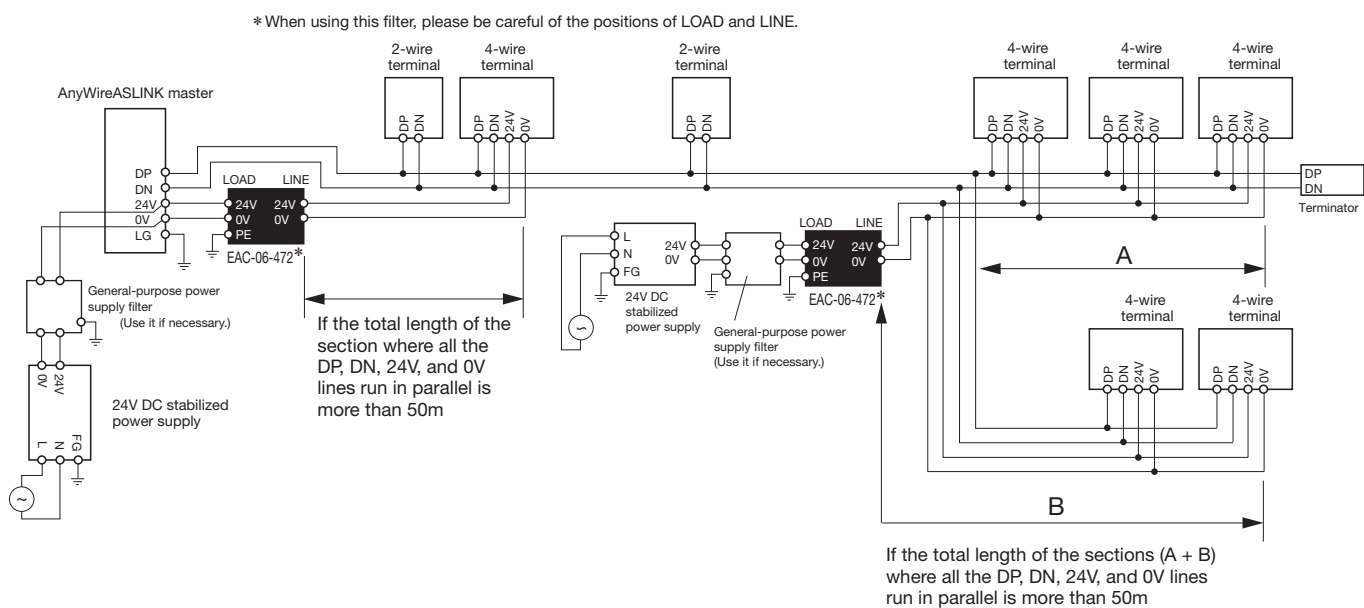 * When using this filter, please be careful of the positions of LOAD and LINE.
2-wire
terminal
4-wire
terminal
2-wire
terminal
4-wire
terminal
4-wire
terminal
4-wire
terminal
AnyWireASLINK master
DP
DN
DP
DN
24V
0V
DP
DN
DP
DN
24V
0V
DP
DN
24V
0V
DP
DN
24V
0V
DP
DN
24V
0V
LG
LOAD
LINE
24V
0V
PE
24V
0V
EAC-06-472*
DP
DN
Terminator
LOAD
LINE
L
N
FG
24V
0V
24V
0V
PE
24V
0V
EAC-06-472*
24V DC
stabilized
power supply
General-purpose power
supply filter
(Use it if necessary.)
A
General-purpose power
supply filter
(Use it if necessary.)
If the total length of the
section where all the
DP, DN, 24V, and 0V
lines run in parallel is
more than 50m
4-wire
terminal
4-wire
terminal
DP
DN
24V
0V
DP
DN
24V
0V
0V
24V
L
N
FG
24V DC stabilized
power supply
~
~
B
If the total length of the sections (A + B)
where all the DP, DN, 24V, and 0V lines
run in parallel is more than 50m